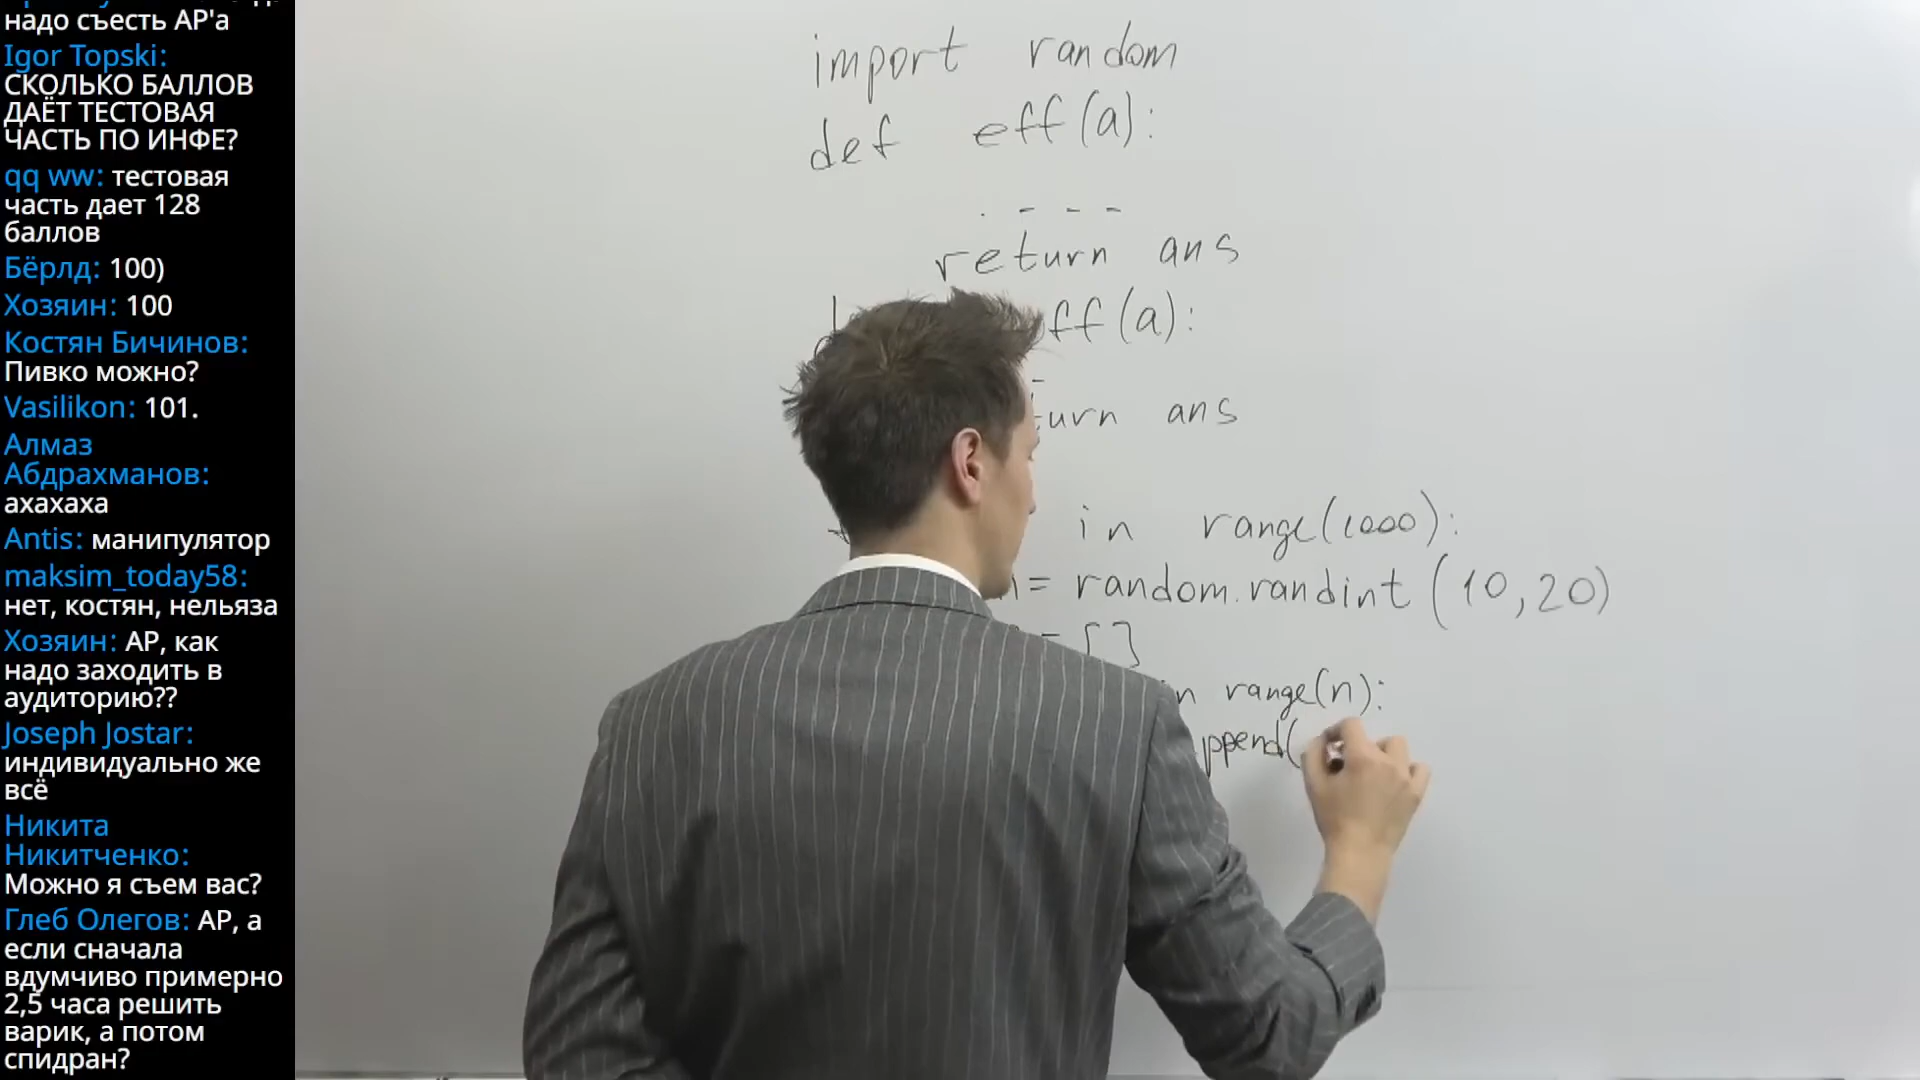 надо съесть АР'а
Igor Topski:
СКОЛЬКО БАЛЛОВ
ДАЁТ ТЕСТОВАЯ
ЧАСТЬ ПО ИНФЕ?
qq ww: тестовая
часть дает 128
баллов
Бёрлд: 100)
Хозяин: 100
Костян Бичинов:
Пивко можно?
Vasilikon: 101.
Алмаз
Абдрахманов:
ахахаха
Antis: манипулятор
maksim_today58:
нет, костян, нельяза
Хозяин: АР, как
надо заходить в
аудиторию??
Joseph Jostar:
индивидуально же
всё
Никита
Никитченко:
Можно я съем вас?
Глеб Олегов: АР, а
если сначала
вдумчиво примерно
2,5 часа решить
варик, а потом
спидран?
import random
def eff(a):
return ans
ff(a):
turn ans
in range(1000):
n= random.randint(10,20)
= []
in range(n):
ppend(